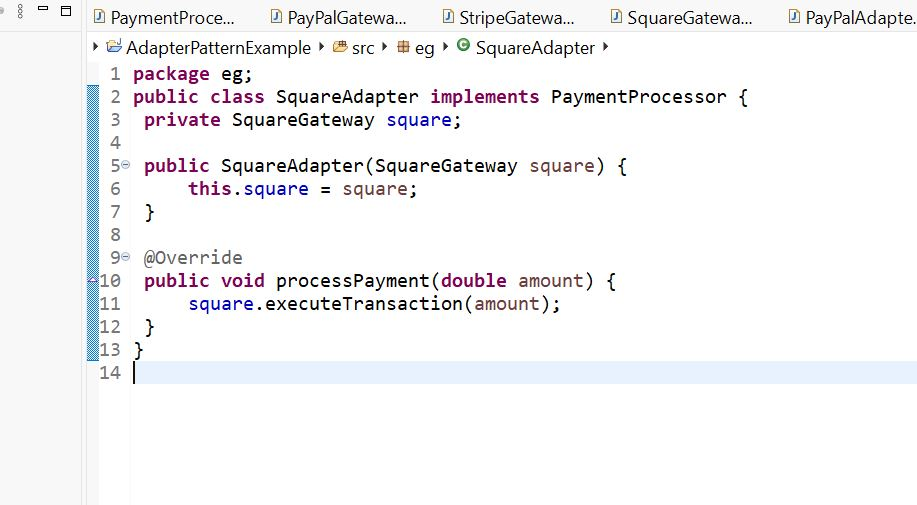 PaymentProce... PayPalGatewa... StripeGatewa... SquareGatewa... PayPalAdapte.
AdapterPatternExample src eg SquareAdapter
1 package eg;
2 public class SquareAdapter implements PaymentProcessor {
3 private SquareGateway square;
4
5 public SquareAdapter(SquareGateway square) {
6 this.square = square;
7 }
8
9 @Override
10 public void processPayment(double amount) {
11 square.executeTransaction(amount);
12 }
13 }
14